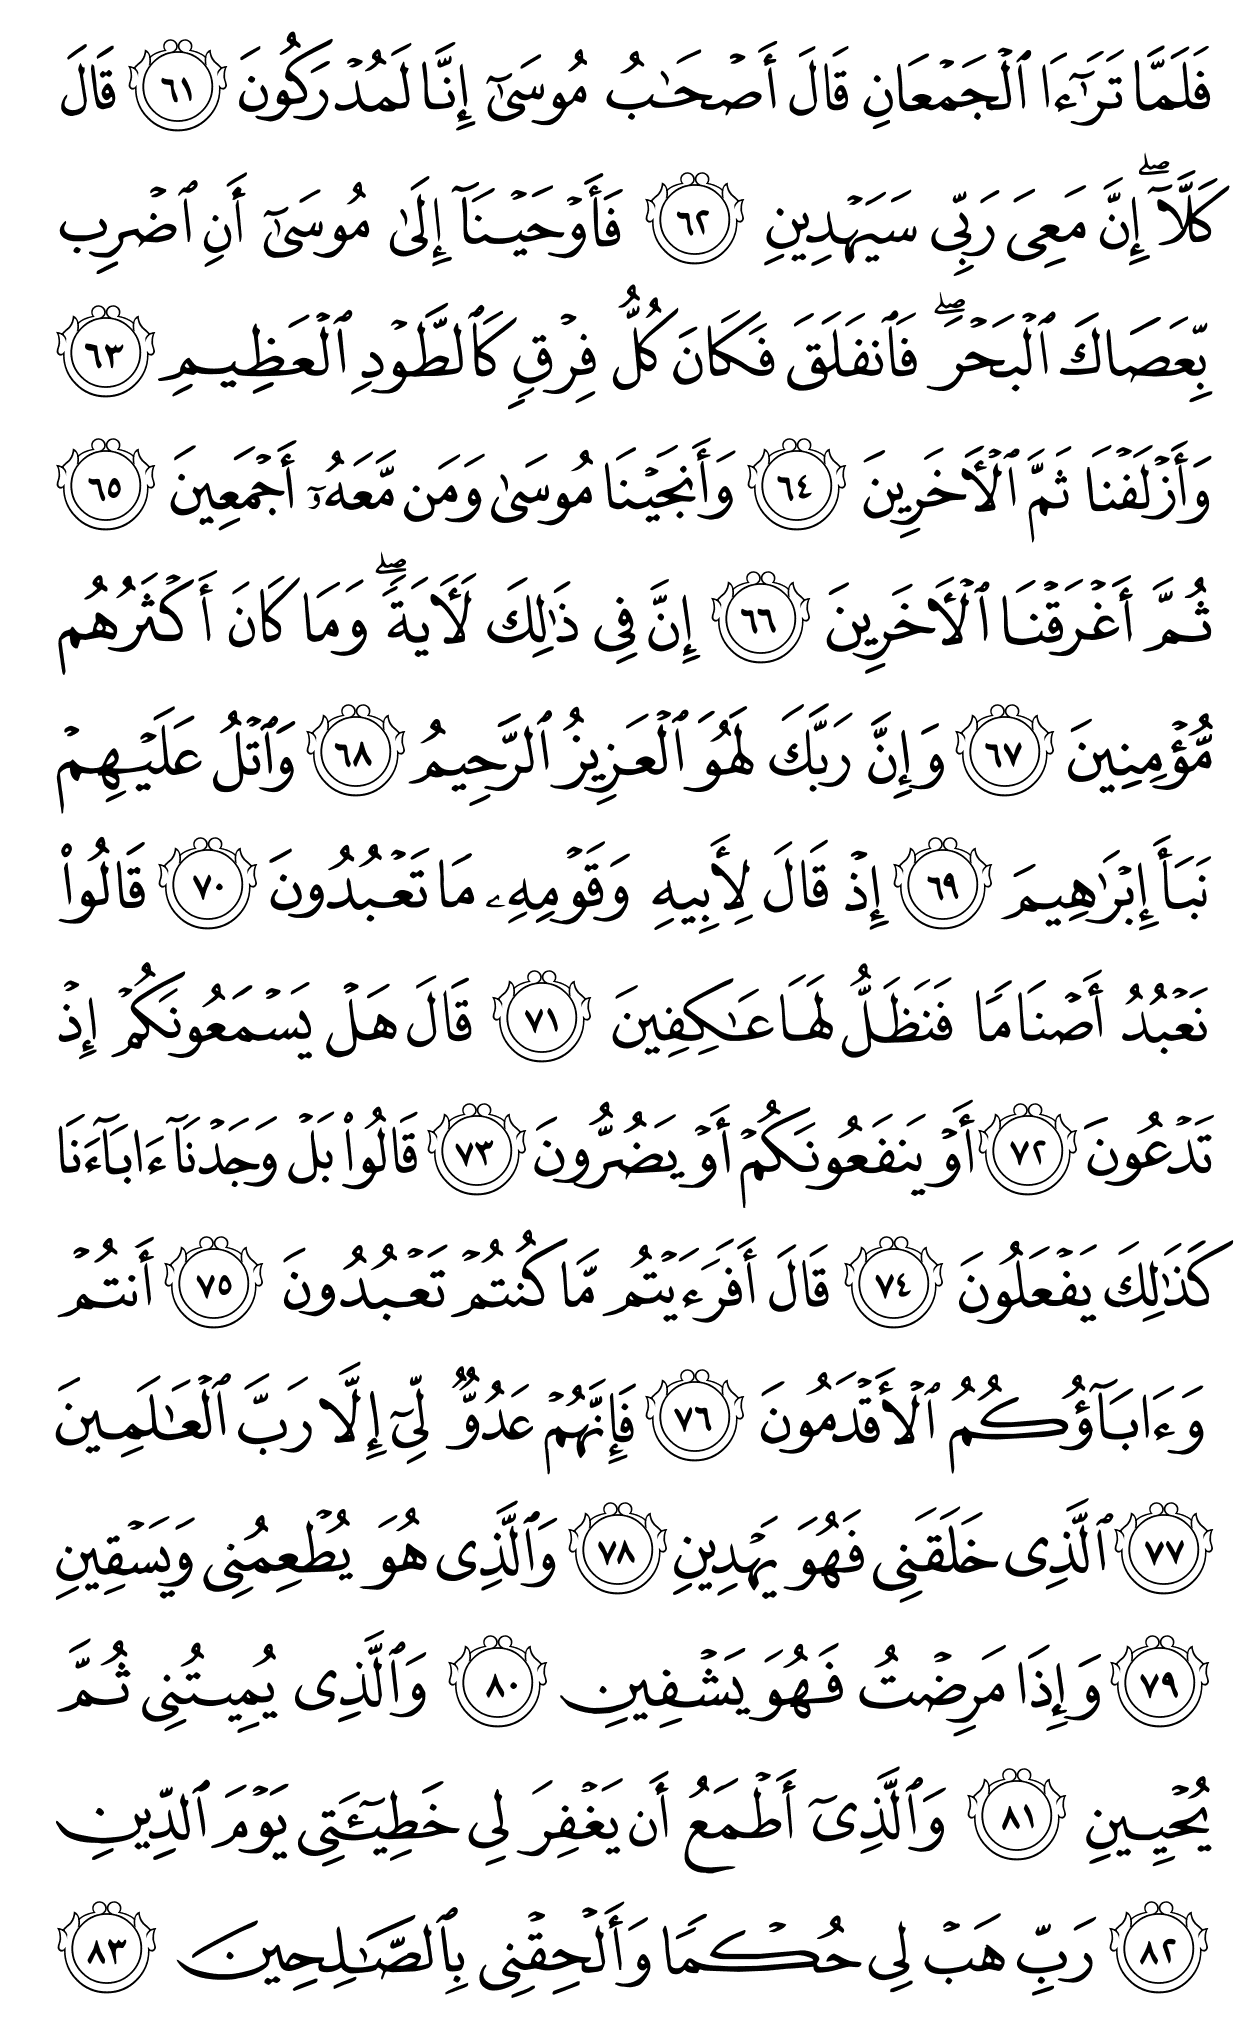 فَلَمَّا تَرَٰٓءَا ٱلۡجَمۡعَانِ قَالَ أَصۡحَٰبُ مُوسَىٰٓ إِنَّا لَمُدۡرَكُونَ ٦١ قَالَ
كَلَّآۖ إِنَّ مَعِيَ رَبِّي سَيَهۡدِينِ ٦٢ فَأَوۡحَيۡنَآ إِلَىٰ مُوسَىٰٓ أَنِ ٱضۡرِب
بِّعَصَاكَ ٱلۡبَحۡرَۖ فَٱنفَلَقَ فَكَانَ كُلُّ فِرۡقٖ كَٱلطَّوۡدِ ٱلۡعَظِيمِ ٦٣
وَأَزۡلَفۡنَا ثَمَّ ٱلۡأٓخَرِينَ ٦٤ وَأَنجَيۡنَا مُوسَىٰ وَمَن مَّعَهُۥٓ أَجۡمَعِينَ ٦٥
ثُمَّ أَغۡرَقۡنَا ٱلۡأٓخَرِينَ ٦٦ إِنَّ فِي ذَٰلِكَ لَأٓيَةٗۖ وَمَا كَانَ أَكۡثَرُهُم
مُّؤۡمِنِينَ ٦٧ وَإِنَّ رَبَّكَ لَهُوَ ٱلۡعَزِيزُ ٱلرَّحِيمُ ٦٨ وَٱتۡلُ عَلَيۡهِمۡ
نَبَأَ إِبۡرَٰهِيمَ ٦٩ إِذۡ قَالَ لِأَبِيهِ وَقَوۡمِهِۦ مَا تَعۡبُدُونَ ٧٠ قَالُواْ
نَعۡبُدُ أَصۡنَامٗا فَنَظَلُّ لَهَا عَٰكِفِينَ ٧١ قَالَ هَلۡ يَسۡمَعُونَكُمۡ إِذۡ
تَدۡعُونَ ٧٢ أَوۡ يَنفَعُونَكُمۡ أَوۡ يَضُرُّونَ ٧٣ قَالُواْ بَلۡ وَجَدۡنَآ ءَابَآءَنَا
كَذَٰلِكَ يَفۡعَلُونَ ٧٤ قَالَ أَفَرَءَيۡتُم مَّا كُنتُمۡ تَعۡبُدُونَ ٧٥ أَنتُمۡ
وَءَابَآؤُكُمُ ٱلۡأَقۡدَمُونَ ٧٦ فَإِنَّهُمۡ عَدُوّٞ لِّيٓ إِلَّا رَبَّ ٱلۡعَٰلَمِينَ
٧٧ ٱلَّذِي خَلَقَنِي فَهُوَ يَهۡدِينِ ٧٨ وَٱلَّذِي هُوَ يُطۡعِمُنِي وَيَسۡقِينِ
٧٩ وَإِذَا مَرِضۡتُ فَهُوَ يَشۡفِينِ ٨٠ وَٱلَّذِي يُمِيتُنِي ثُمَّ
يُحۡيِينِ ٨١ وَٱلَّذِيٓ أَطۡمَعُ أَن يَغۡفِرَ لِي خَطِيٓـَٔتِي يَوۡمَ ٱلدِّينِ
٨٢ رَبِّ هَبۡ لِي حُكۡمٗا وَأَلۡحِقۡنِي بِٱلصَّٰلِحِينَ ٨٣